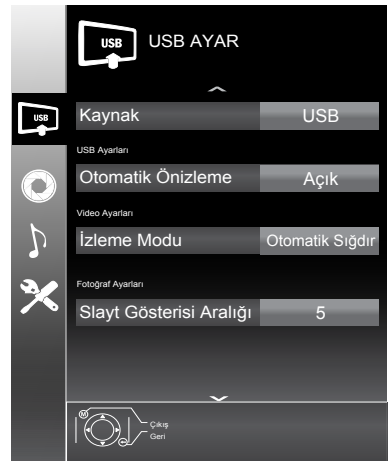 USB
USB AYAR
USB
Kaynak USB
USB Ayarları
Otomatik Önizleme Açık
Video Ayarları
İzleme Modu Otomatik Sığdır
Fotoğraf Ayarları
Slayt Gösterisi Aralığı 5
M
Çıkış
Geri